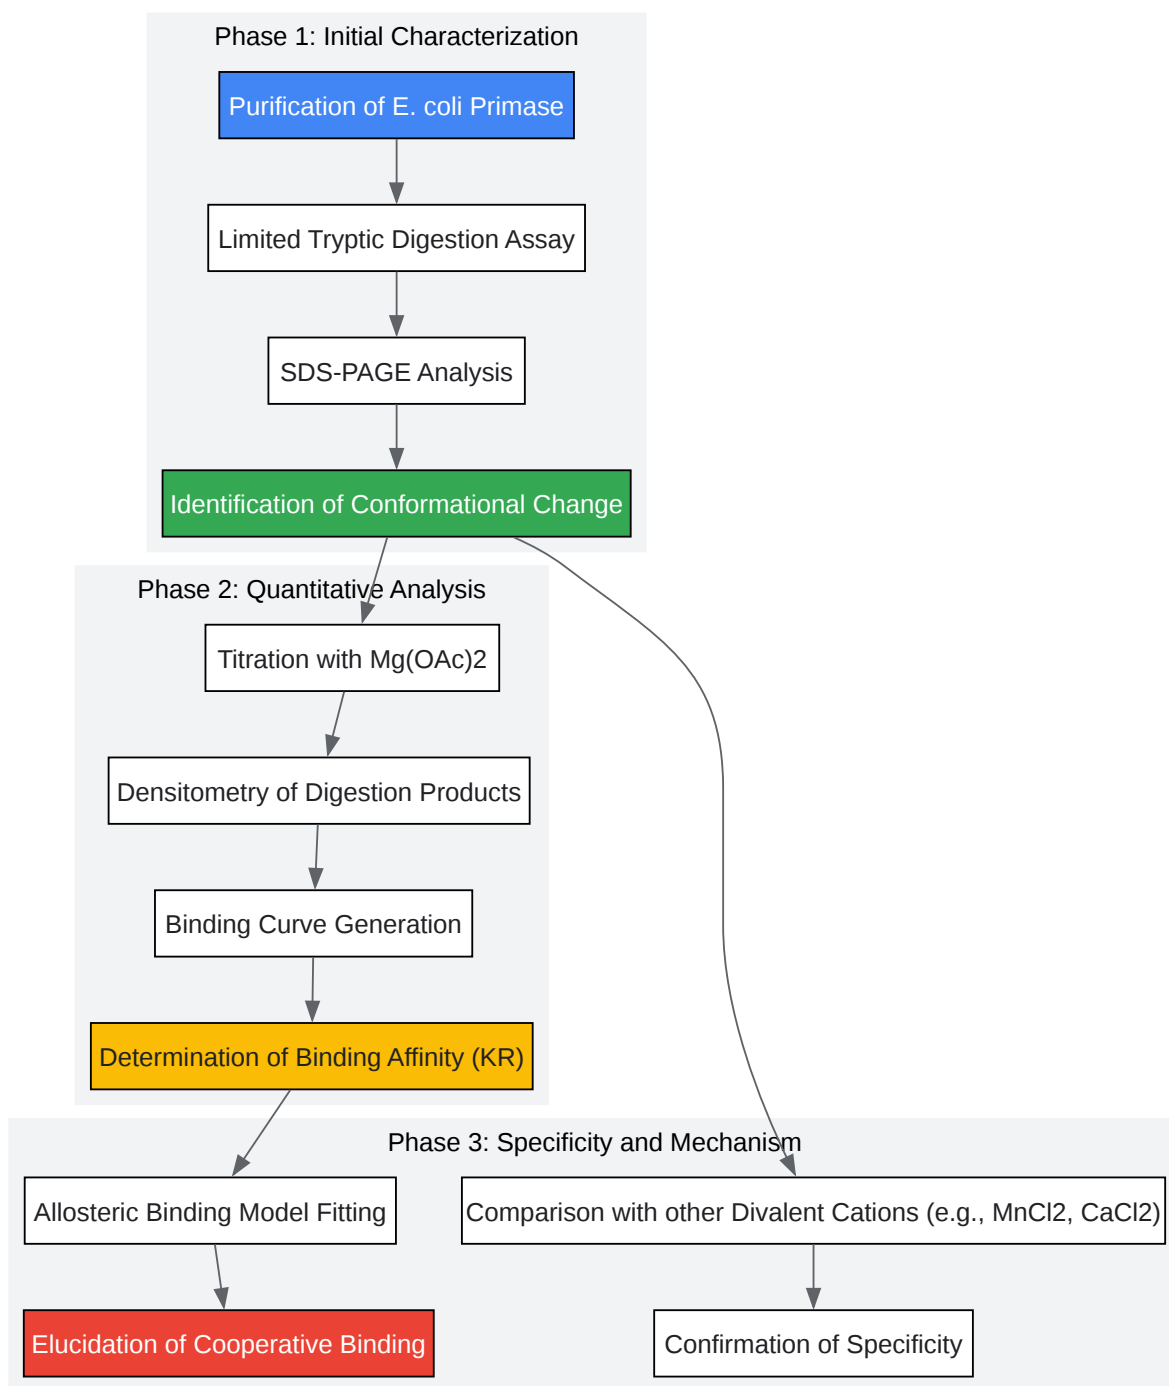 Phase 1: Initial Characterization
Purification of E. coli Primase
Limited Tryptic Digestion Assay
SDS-PAGE Analysis
Identification of Conformational Change
Phase 2: Quantitative Analysis
Titration with Mg(OAc)2
Densitometry of Digestion Products
Binding Curve Generation
Determination of Binding Affinity (KR)
Phase 3: Specificity and Mechanism
Allosteric Binding Model Fitting
Comparison with other Divalent Cations (e.g., MnCl2, CaCl2)
Elucidation of Cooperative Binding
Confirmation of Specificity